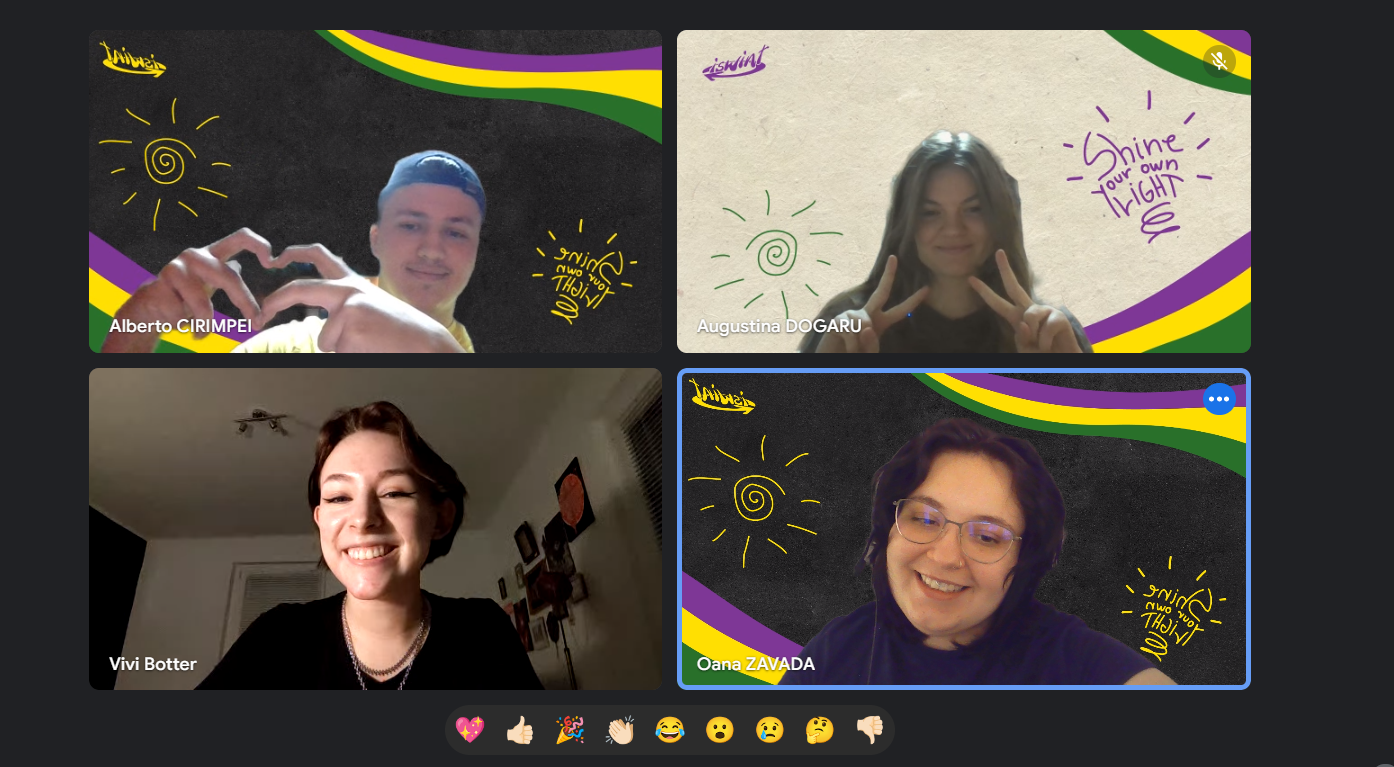 iswinT
iswinT
Shine
your own
LIGHT
Shine
your own
LIGHT
Alberto CIRIMPEI
Augustina DOGARU
iswinT
Shine
your own
LIGHT
Vivi Botter
Oana ZAVADA